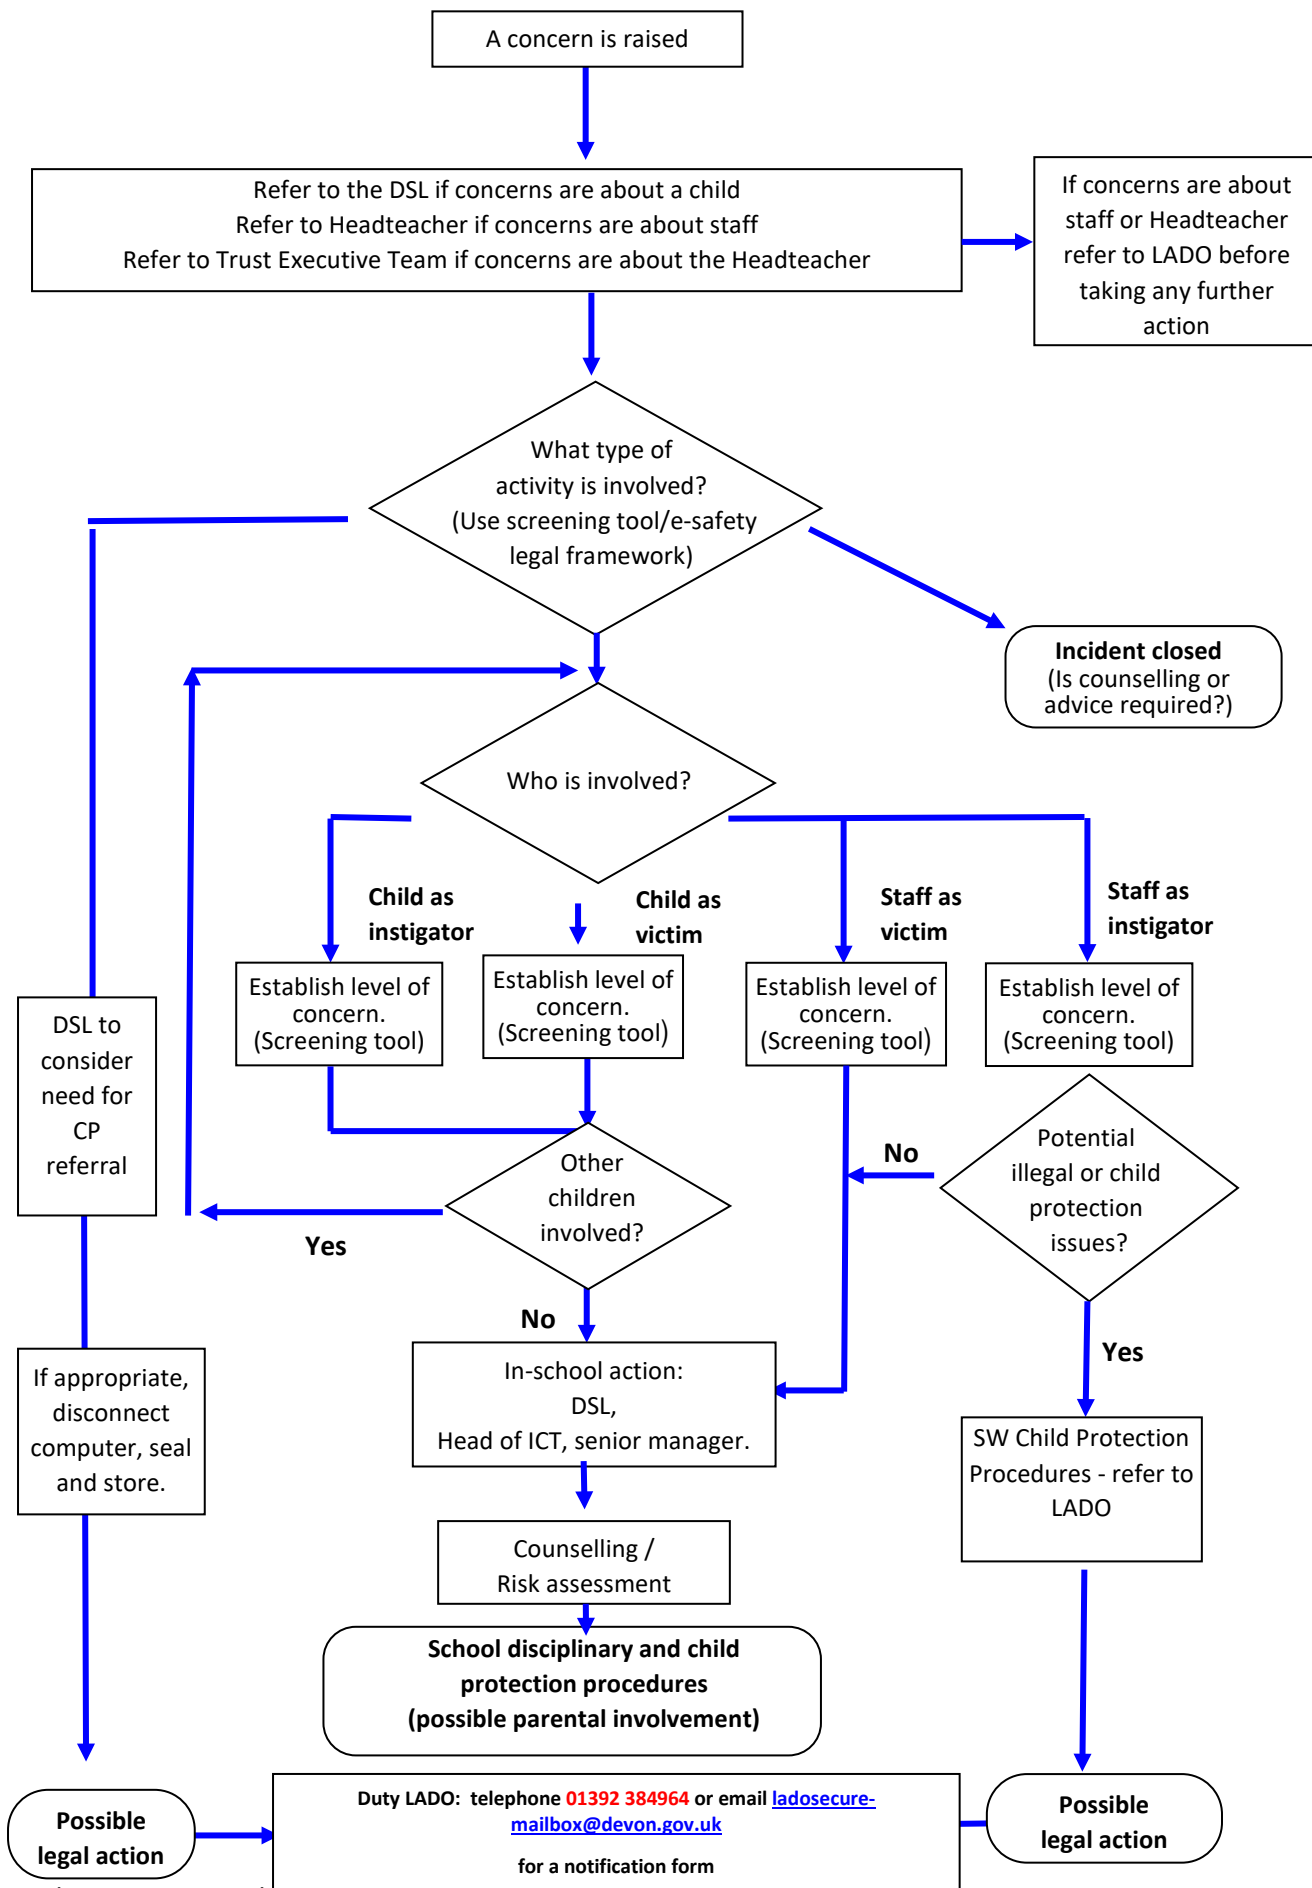 A concern is raised
Refer to the DSL if concerns are about a child
Refer to Headteacher if concerns are about staff
Refer to Trust Executive Team if concerns are about the Headteacher
If concerns are about
staff or Headteacher
refer to LADO before
taking any further
action
What type of
activity is involved?
(Use screening tool/e-safety
legal framework)
Incident closed
(Is counselling or
advice required?)
Who is involved?
Child as
instigator
Child as
victim
Staff as
victim
Staff as
instigator
Establish level of
concern.
(Screening tool)
Establish level of
concern.
(Screening tool)
Establish level of
concern.
(Screening tool)
Establish level of
concern.
(Screening tool)
DSL to
consider
need for
CP
referral
Other
children
involved?
Yes
No
Potential
illegal or child
protection
issues?
No
Yes
If appropriate,
disconnect
computer, seal
and store.
In-school action:
DSL,
Head of ICT, senior manager.
SW Child Protection
Procedures - refer to
LADO
Counselling /
Risk assessment
School disciplinary and child
protection procedures
(possible parental involvement)
Possible
legal action
Duty LADO: telephone 01392 384964 or email ladosecure-
mailbox@devon.gov.uk
for a notification form
Possible
legal action